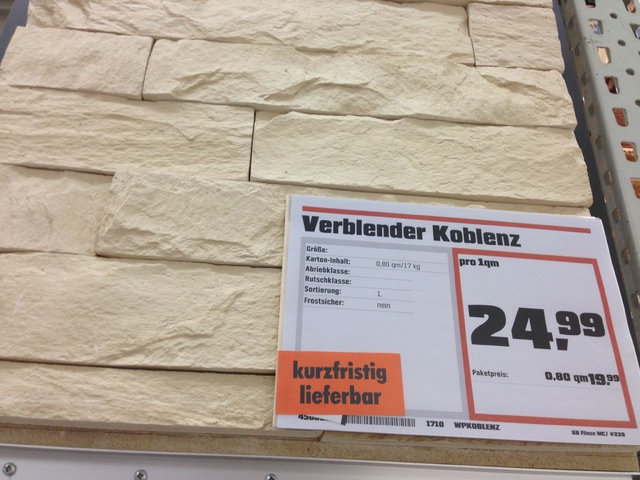 Verblender Koblenz
Größe:
Karton-Inhalt: 0,80 qm/17 kg
Abriebklasse:
Rutschklasse:
Sortierung: 1.
Frostsicher: nein
pro 1qm
24,99
Paketpreis: 0,80 qm 19,99
kurzfristig
lieferbar
1710 WPKOBLENZ